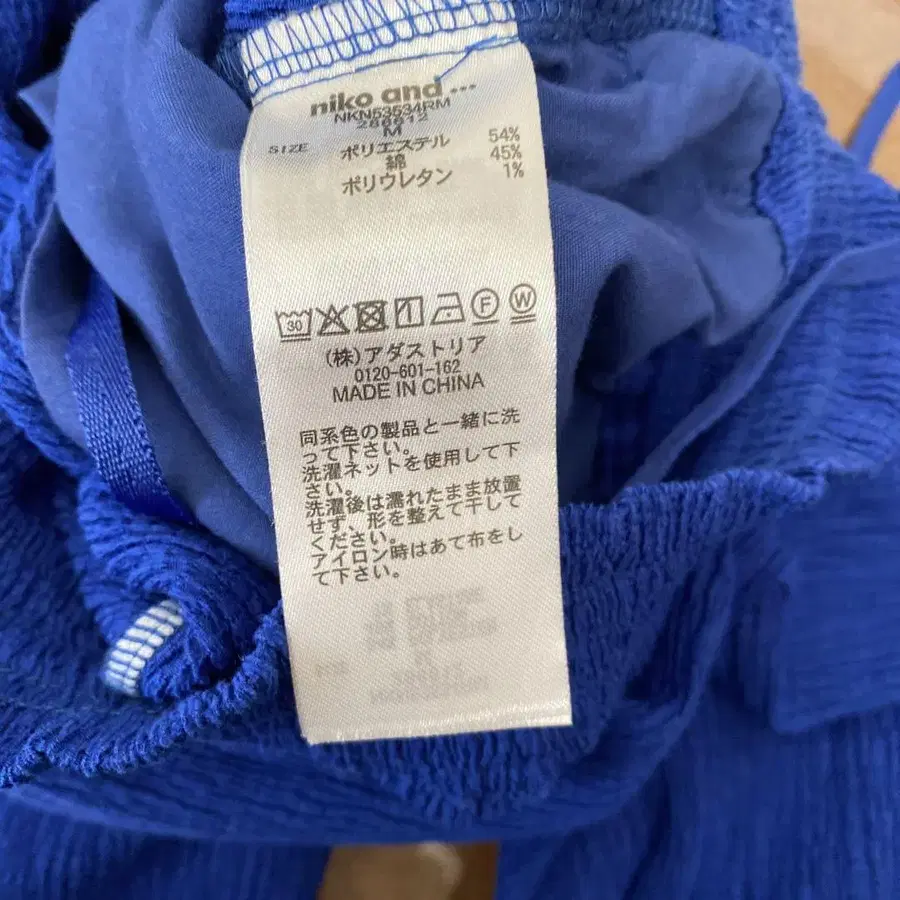 niko and ...
NKN53534RM
286912
SIZE M
ポリエステル 54%
綿 45%
ポリウレタン 1%
30 F W
(株)アダストリア
0120-601-162
MADE IN CHINA
同系色の製品と一緒に洗
って下さい。
洗濯ネットを使用して下
さい。
洗濯後は濡れたまま放置
せず、形を整えて干して
ください。
アイロン時はあて布をし
て下さい。